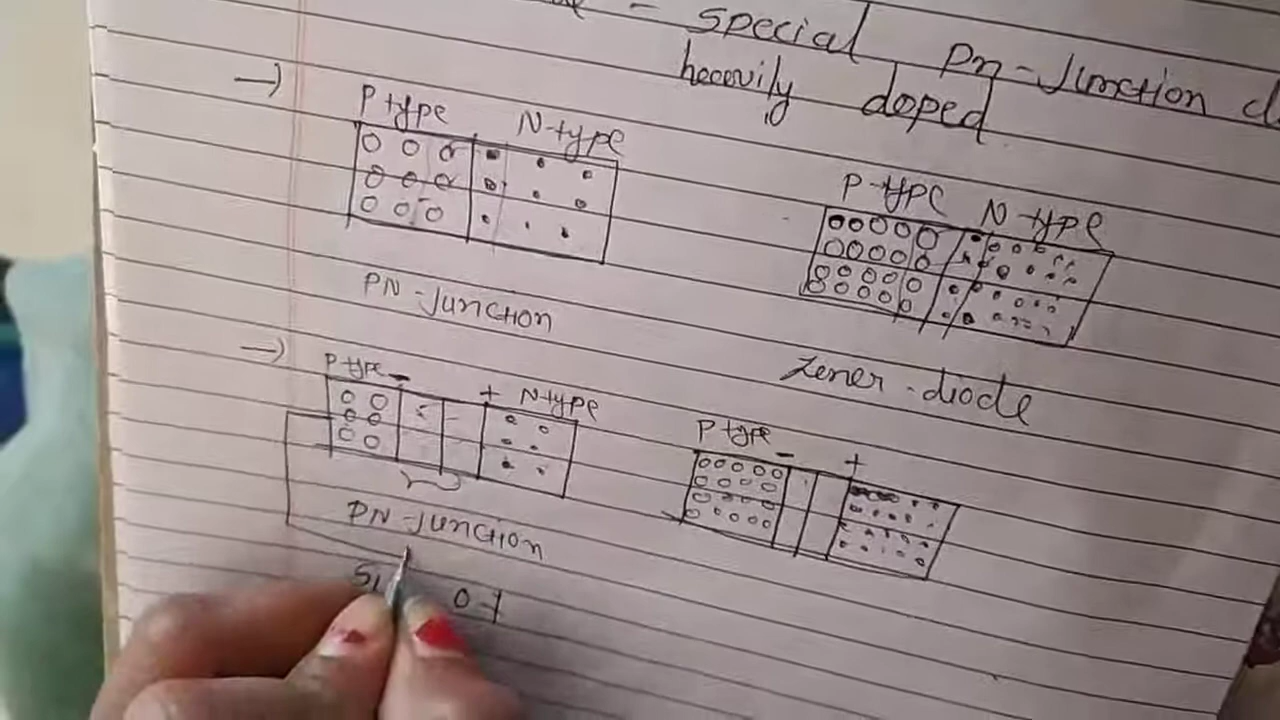 - special Pn-Junction
heavily doped
→ P type N-type
P-type N-type
PN-Junction
Zener-diode
→ P type - + N-type
P type - +
PN-Junction
Si 0.7